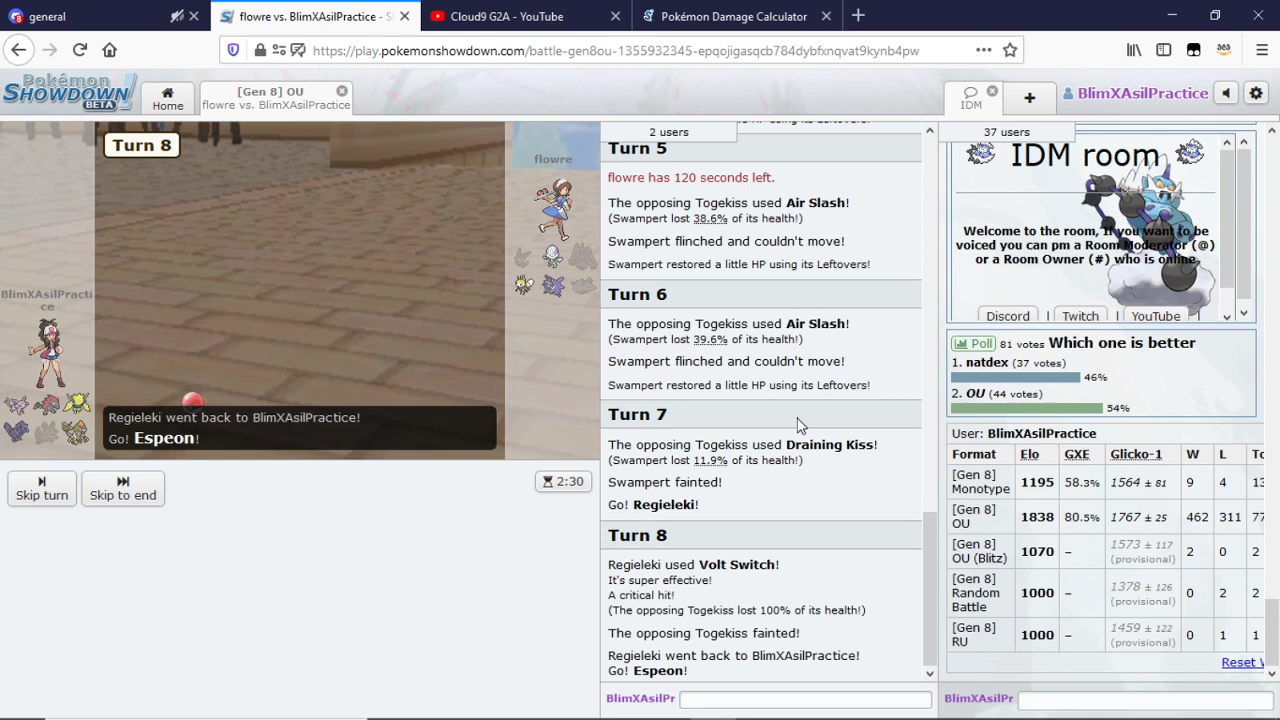 general
flowre vs. BlimXAsilPractice - S
Cloud9 G2A - YouTube
Pokémon Damage Calculator
https://play.pokemonshowdown.com/battle-gen8ou-1355932345-epqojigasqcb784dybfxnqvat9kynb4pw
Pokémon
SHOWDOWN!
BETA
Home
[Gen 8] OU
flowre vs. BlimXAsilPractice
IDM
BlimXAsilPractice
Turn 8
flowre
BlimXAsilPracti
ce
Regieleki went back to BlimXAsilPractice!
Go! Espeon!
Skip turn
Skip to end
2:30
2 users
Turn 5
flowre has 120 seconds left.
The opposing Togekiss used Air Slash!
(Swampert lost 38.6% of its health!)
Swampert flinched and couldn't move!
Swampert restored a little HP using its Leftovers!
Turn 6
The opposing Togekiss used Air Slash!
(Swampert lost 39.6% of its health!)
Swampert flinched and couldn't move!
Swampert restored a little HP using its Leftovers!
Turn 7
The opposing Togekiss used Draining Kiss!
(Swampert lost 11.9% of its health!)
Swampert fainted!
Go! Regieleki!
Turn 8
Regieleki used Volt Switch!
It's super effective!
A critical hit!
(The opposing Togekiss lost 100% of its health!)
The opposing Togekiss fainted!
Regieleki went back to BlimXAsilPractice!
Go! Espeon!
BlimXAsilPr
37 users
IDM room
Welcome to the room, If you want to be
voiced you can pm a Room Moderator (@)
or a Room Owner (#) who is online
Discord | Twitch | YouTube |
Poll 81 votes Which one is better
1. natdex (37 votes)
46%
2. OU (44 votes)
54%
User: BlimXAsilPractice
Format Elo GXE Glicko-1 W L To
[Gen 8] Monotype 1195 58.3% 1564 ± 81 9 4 13
[Gen 8] OU 1838 80.5% 1767 ± 25 462 311 77
[Gen 8] OU (Blitz) 1070 – 1573 ± 117 (provisional) 2 0 2
[Gen 8] Random Battle 1000 – 1378 ± 126 (provisional) 0 2 2
[Gen 8] RU 1000 – 1459 ± 122 (provisional) 0 1 1
Reset W
BlimXAsilPr